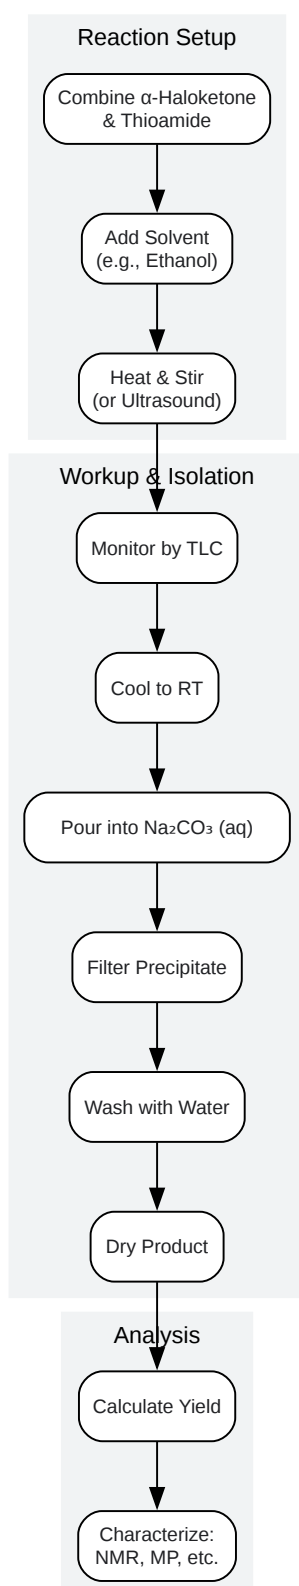 Reaction Setup
Combine α-Haloketone
& Thioamide
Add Solvent
(e.g., Ethanol)
Heat & Stir
(or Ultrasound)
Workup & Isolation
Monitor by TLC
Cool to RT
Pour into Na₂CO₃ (aq)
Filter Precipitate
Wash with Water
Dry Product
Analysis
Calculate Yield
Characterize:
NMR, MP, etc.